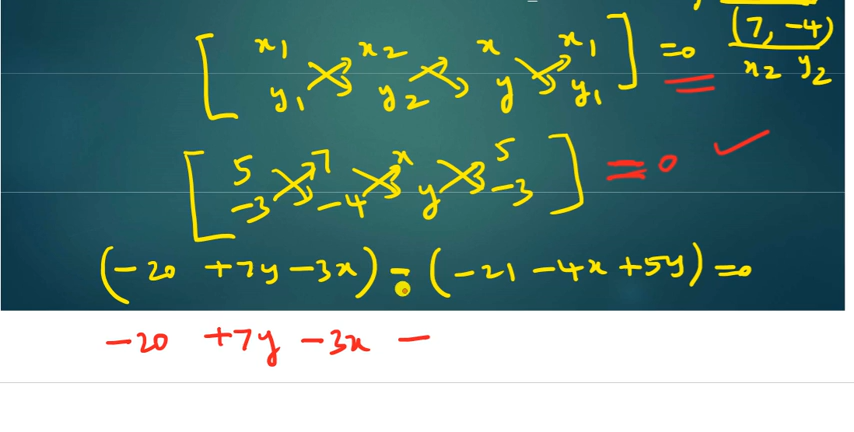 (7, -4)
x2 y2
[ x1 x2 x x1 ] = 0
y1 y2 y y1
[ 5 7 x 5 ] = 0 ✓
-3 -4 y -3
(-20 +7y -3x) - (-21 -4x +5y) = 0
-20 +7y -3x -